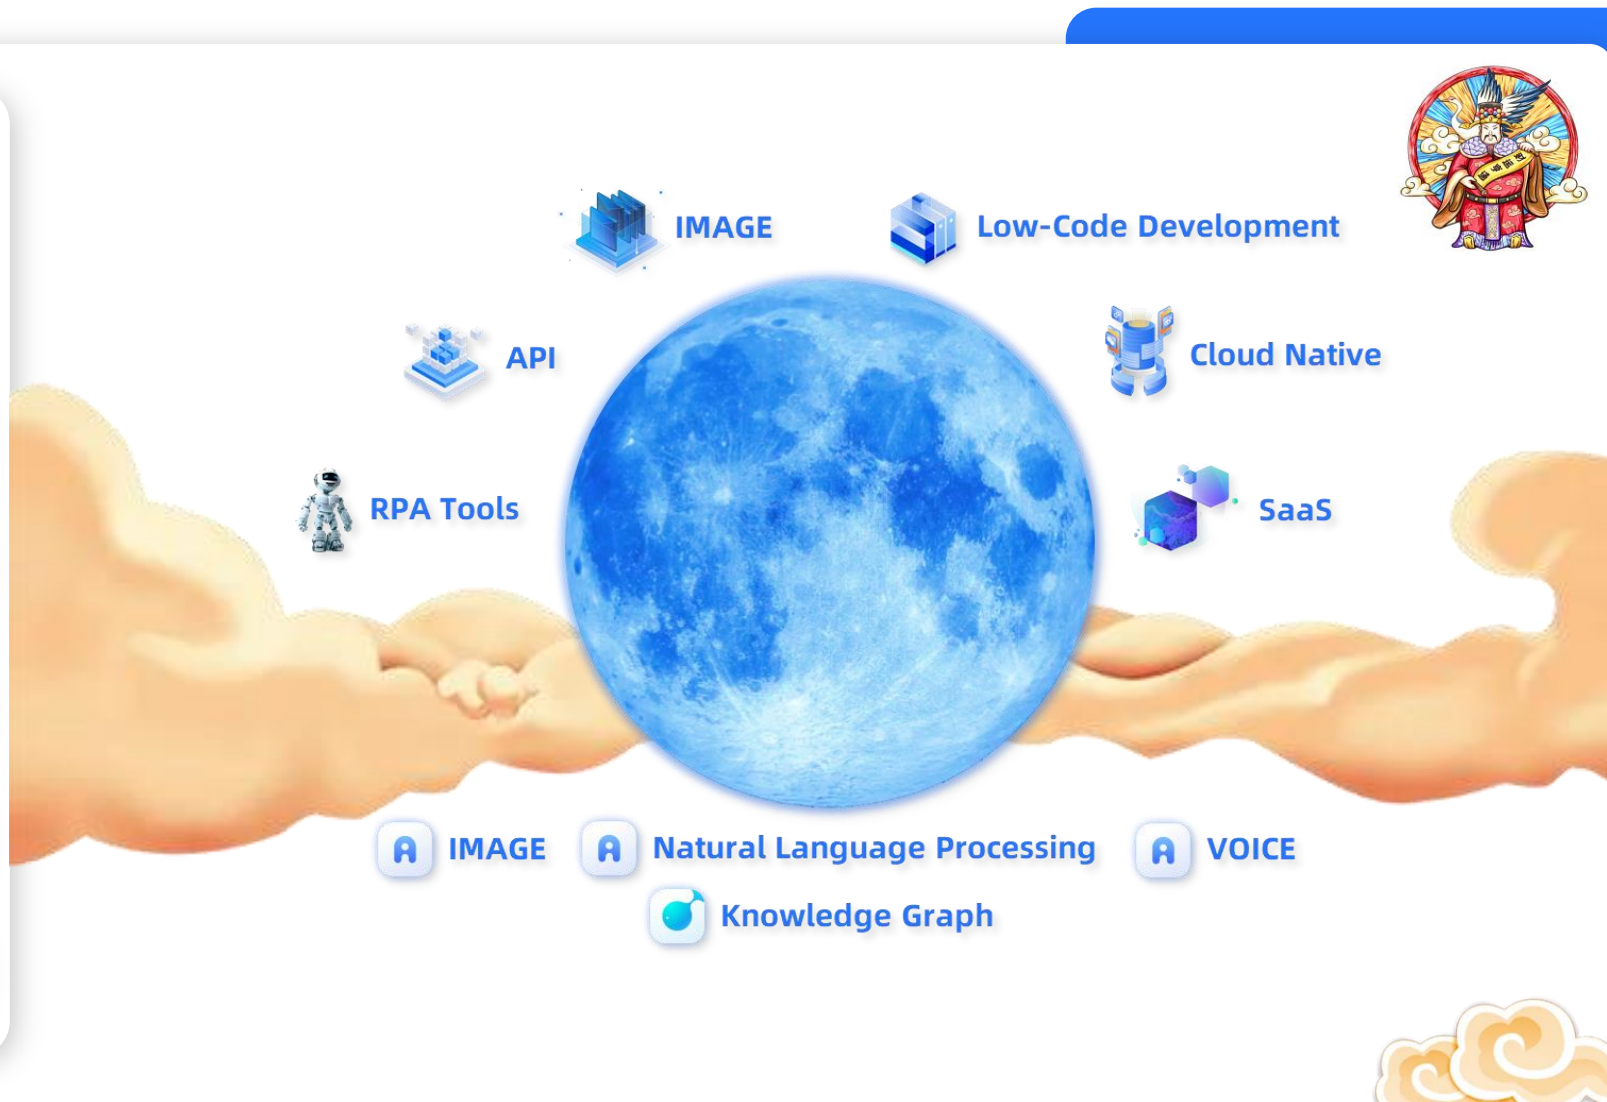 IMAGE
Low-Code Development
API
Cloud Native
RPA Tools
SaaS
IMAGE
Natural Language Processing
VOICE
Knowledge Graph